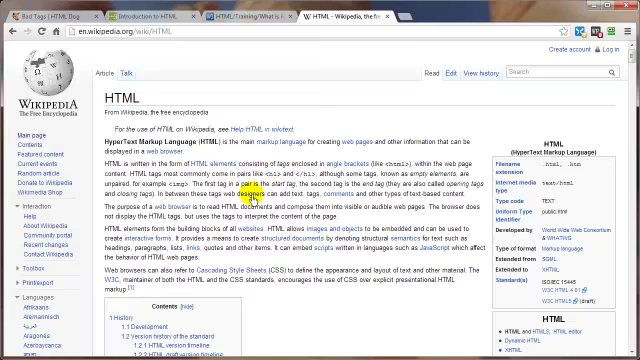 Bad Tags | HTML Dog
Introduction to HTML
HTML/Training/What is
HTML - Wikipedia, the fre
en.wikipedia.org/wiki/HTML
Create account Log in
Article Talk Read Edit View history Search
WIKIPEDIA
The Free Encyclopedia
Main page
Contents
Featured content
Current events
Random article
Donate to Wikipedia
Wikimedia Shop
Interaction
Help
About Wikipedia
Community portal
Recent changes
Contact Wikipedia
Toolbox
Print/export
Languages
Afrikaans
Alemannisch
العربية
Aragonés
Azərbaycanca
HTML
From Wikipedia, the free encyclopedia
For the use of HTML on Wikipedia, see Help:HTML in wikitext.
HyperText Markup Language (HTML) is the main markup language for creating web pages and other information that can be
displayed in a web browser.
HTML is written in the form of HTML elements consisting of tags enclosed in angle brackets (like <html>), within the web page
content. HTML tags most commonly come in pairs like <h1> and </h1>, although some tags, known as empty elements, are
unpaired, for example <img>. The first tag in a pair is the start tag, the second tag is the end tag (they are also called opening tags
and closing tags). In between these tags web designers can add text, tags, comments and other types of text-based content.
The purpose of a web browser is to read HTML documents and compose them into visible or audible web pages. The browser does
not display the HTML tags, but uses the tags to interpret the content of the page.
HTML elements form the building blocks of all websites. HTML allows images and objects to be embedded and can be used to
create interactive forms. It provides a means to create structured documents by denoting structural semantics for text such as
headings, paragraphs, lists, links, quotes and other items. It can embed scripts written in languages such as JavaScript which affect
the behavior of HTML web pages.
Web browsers can also refer to Cascading Style Sheets (CSS) to define the appearance and layout of text and other material. The
W3C, maintainer of both the HTML and the CSS standards, encourages the use of CSS over explicit presentational HTML
markup.[1]
Contents [hide]
1 History
1.1 Development
1.2 Version history of the standard
1.2.1 HTML version timeline
1.2.2 HTML draft version timeline
HTML
(HyperText Markup Language)
Filename extension .html, .htm
Internet media type text/html
Type code TEXT
Uniform Type Identifier public.html
Developed by World Wide Web Consortium & WHATWG
Type of format Markup language
Extended from SGML
Extended to XHTML
Standard(s) ISO/IEC 15445
W3C HTML 4.01
W3C HTML5 (draft)
HTML
HTML and HTML5, HTML editor
Dynamic HTML
XHTML